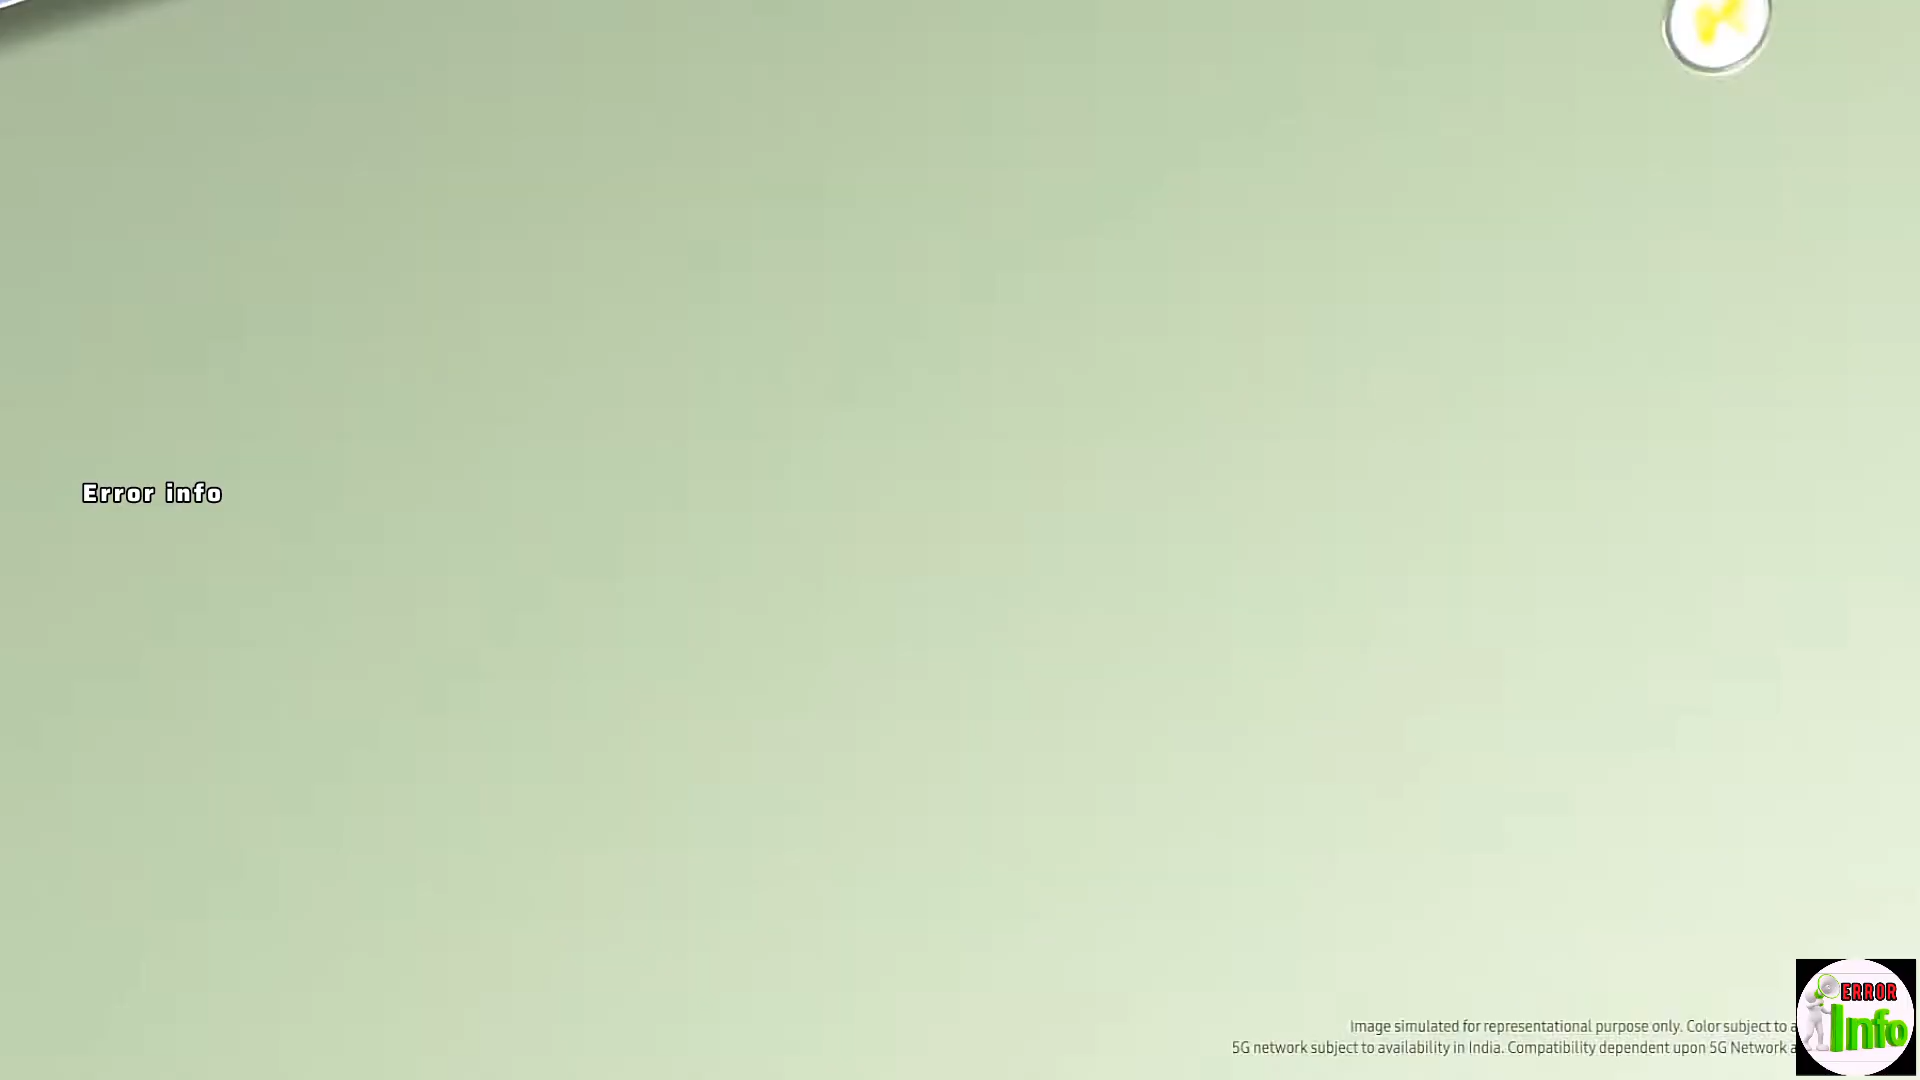 Error info
Image simulated for representational purpose only. Color subject to
5G network subject to availability in India. Compatibility dependent upon 5G Network
ERROR
Info